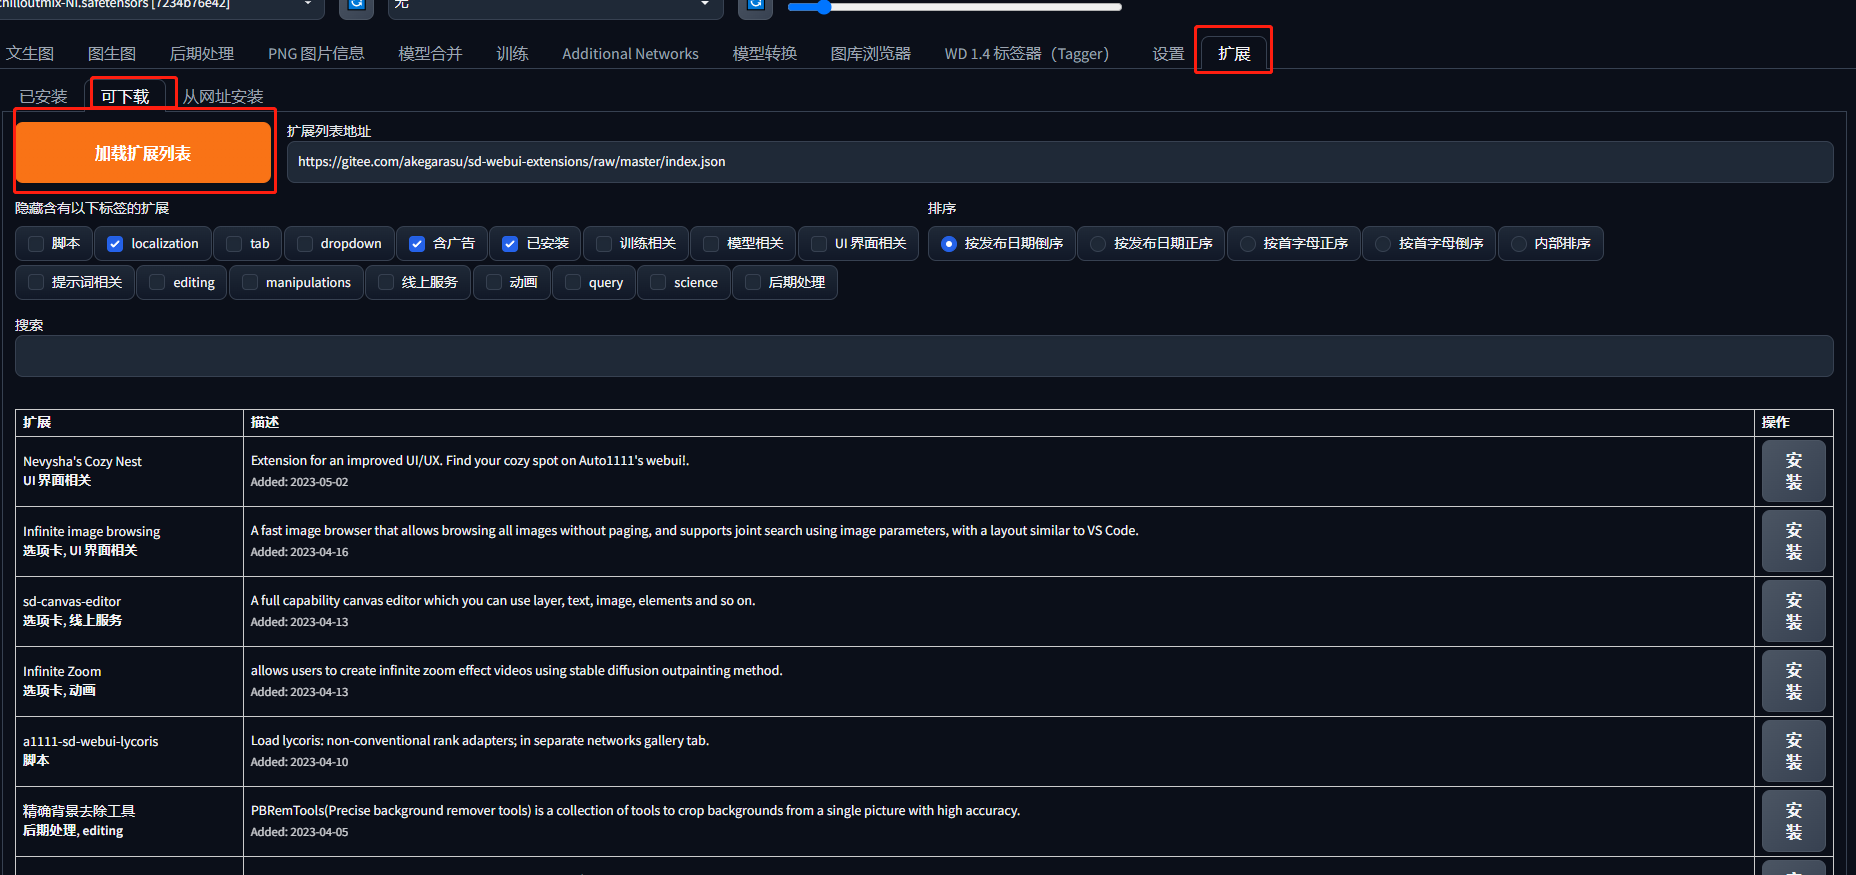 chilloutmix-Ni.safetensors [7234b76e42]
无
文生图 图生图 后期处理 PNG 图片信息 模型合并 训练 Additional Networks 模型转换 图库浏览器 WD 1.4 标签器（Tagger） 设置 扩展
已安装 可下载 从网址安装
加载扩展列表
扩展列表地址
https://gitee.com/akegarasu/sd-webui-extensions/raw/master/index.json
隐藏含有以下标签的扩展
脚本 localization tab dropdown 含广告 已安装 训练相关 模型相关 UI 界面相关
提示词相关 editing manipulations 线上服务 动画 query science 后期处理
排序
按发布日期倒序 按发布日期正序 按首字母正序 按首字母倒序 内部排序
搜索
扩展 描述 操作
Nevysha's Cozy Nest
UI 界面相关
Extension for an improved UI/UX. Find your cozy spot on Auto1111's webui!.
Added: 2023-05-02
安
装
Infinite image browsing
选项卡, UI 界面相关
A fast image browser that allows browsing all images without paging, and supports joint search using image parameters, with a layout similar to VS Code.
Added: 2023-04-16
安
装
sd-canvas-editor
选项卡, 线上服务
A full capability canvas editor which you can use layer, text, image, elements and so on.
Added: 2023-04-13
安
装
Infinite Zoom
选项卡, 动画
allows users to create infinite zoom effect videos using stable diffusion outpainting method.
Added: 2023-04-13
安
装
a1111-sd-webui-lycoris
脚本
Load lycoris: non-conventional rank adapters; in separate networks gallery tab.
Added: 2023-04-10
安
装
精确背景去除工具
后期处理, editing
PBRemTools(Precise background remover tools) is a collection of tools to crop backgrounds from a single picture with high accuracy.
Added: 2023-04-05
安
装